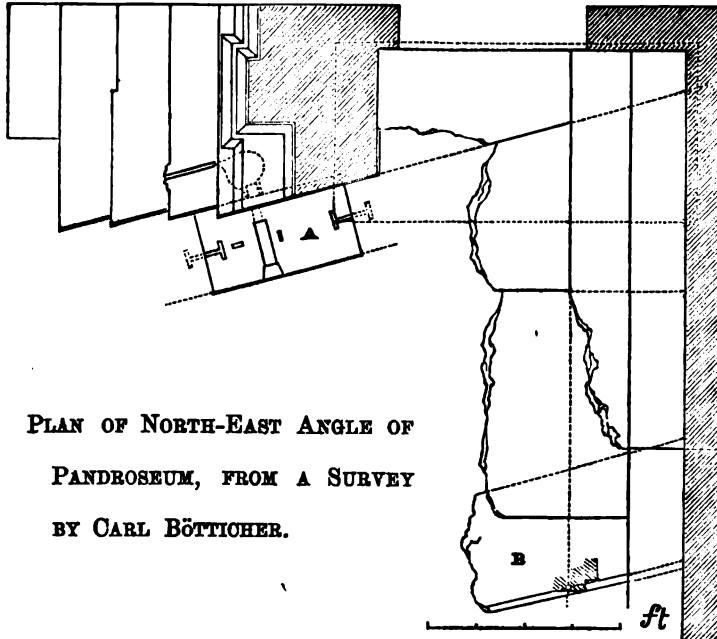 A
PLAN OF NORTH-EAST ANGLE OF
PANDROSEUM, FROM A SURVEY
BY CARL BÖTTICHER.
B
ft